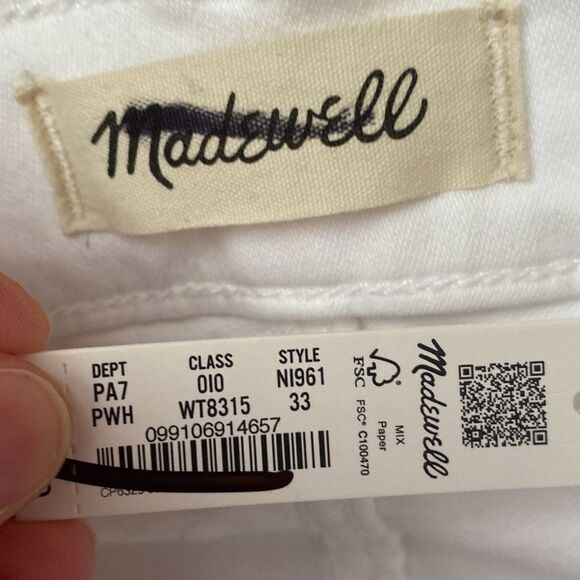 Madewell
DEPT CLASS STYLE
PA7 010 NI961
PWH WT8315 33
099106914657
FSC
FSC® C100470
MIX
Paper
Madewell